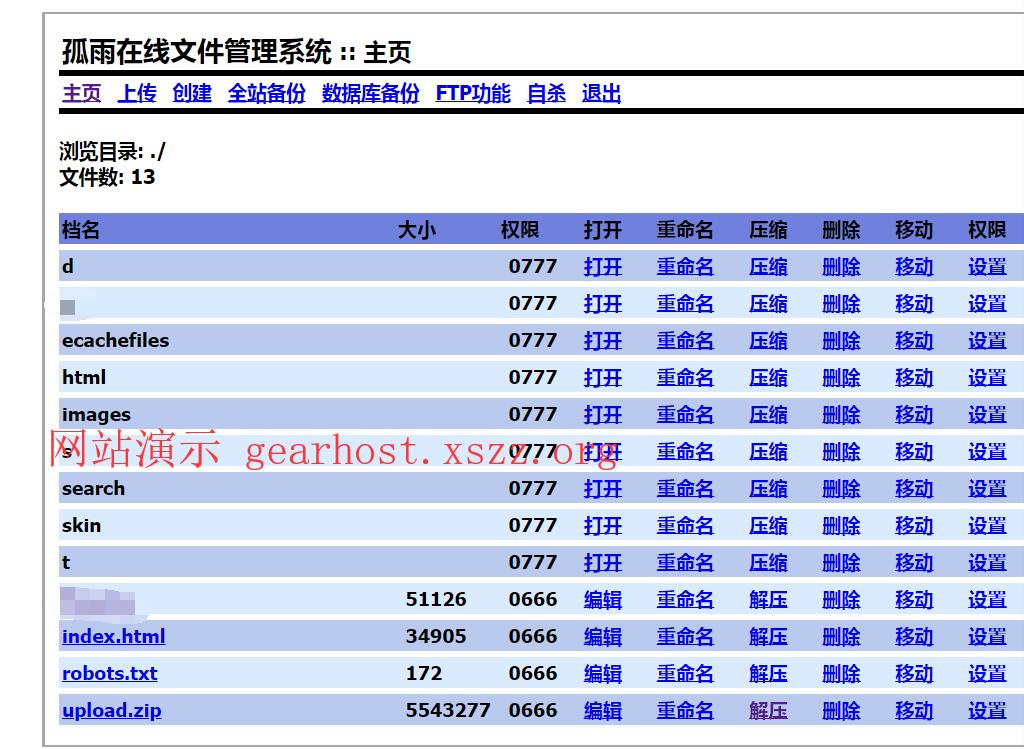 孤雨在线文件管理系统 :: 主页
主页 上传 创建 全站备份 数据库备份 FTP功能 自杀 退出
浏览目录: ./
文件数: 13
档名 大小 权限 打开 重命名 压缩 删除 移动 权限
d 0777 打开 重命名 压缩 删除 移动 设置
0777 打开 重命名 压缩 删除 移动 设置
ecachefiles 0777 打开 重命名 压缩 删除 移动 设置
html 0777 打开 重命名 压缩 删除 移动 设置
images 0777 打开 重命名 压缩 删除 移动 设置
s 0777 打开 重命名 压缩 删除 移动 设置
网站演示 gearhost.xszz.org
search 0777 打开 重命名 压缩 删除 移动 设置
skin 0777 打开 重命名 压缩 删除 移动 设置
t 0777 打开 重命名 压缩 删除 移动 设置
51126 0666 编辑 重命名 解压 删除 移动 设置
index.html 34905 0666 编辑 重命名 解压 删除 移动 设置
robots.txt 172 0666 编辑 重命名 解压 删除 移动 设置
upload.zip 5543277 0666 编辑 重命名 解压 删除 移动 设置